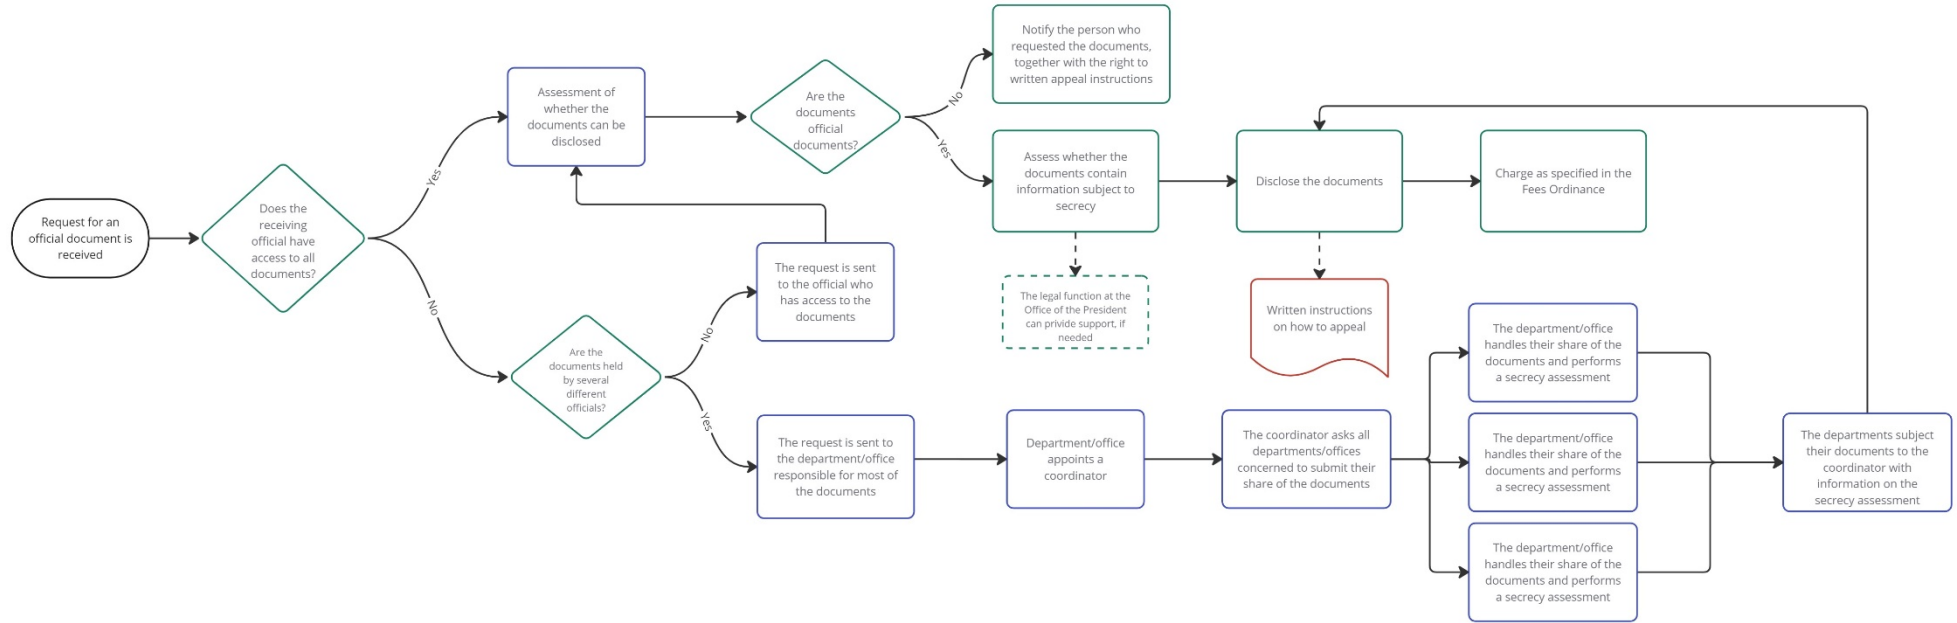 Request for an
official document is
received
Does the
receiving
official have
access to all
documents?
Yes
No
Assessment of
whether the
documents can be
disclosed
Are the
documents
official
documents?
No
Yes
Notify the person who
requested the documents,
together with the right to
written appeal instructions
Assess whether the
documents contain
information subject to
secrecy
Disclose the documents
Charge as specified in the
Fees Ordinance
The legal function at the
Office of the President
can privide support, if
needed
Written instructions
on how to appeal
Are the
documents held
by several
different
officials?
No
Yes
The request is sent
to the official who
has access to the
documents
The request is sent to
the department/office
responsible for most of
the documents
Department/office
appoints a
coordinator
The coordinator asks all
departments/offices
concerned to submit their
share of the documents
The department/office
handles their share of the
documents and performs
a secrecy assessment
The department/office
handles their share of the
documents and performs
a secrecy assessment
The department/office
handles their share of the
documents and performs
a secrecy assessment
The departments subject
their documents to the
coordinator with
information on the
secrecy assessment